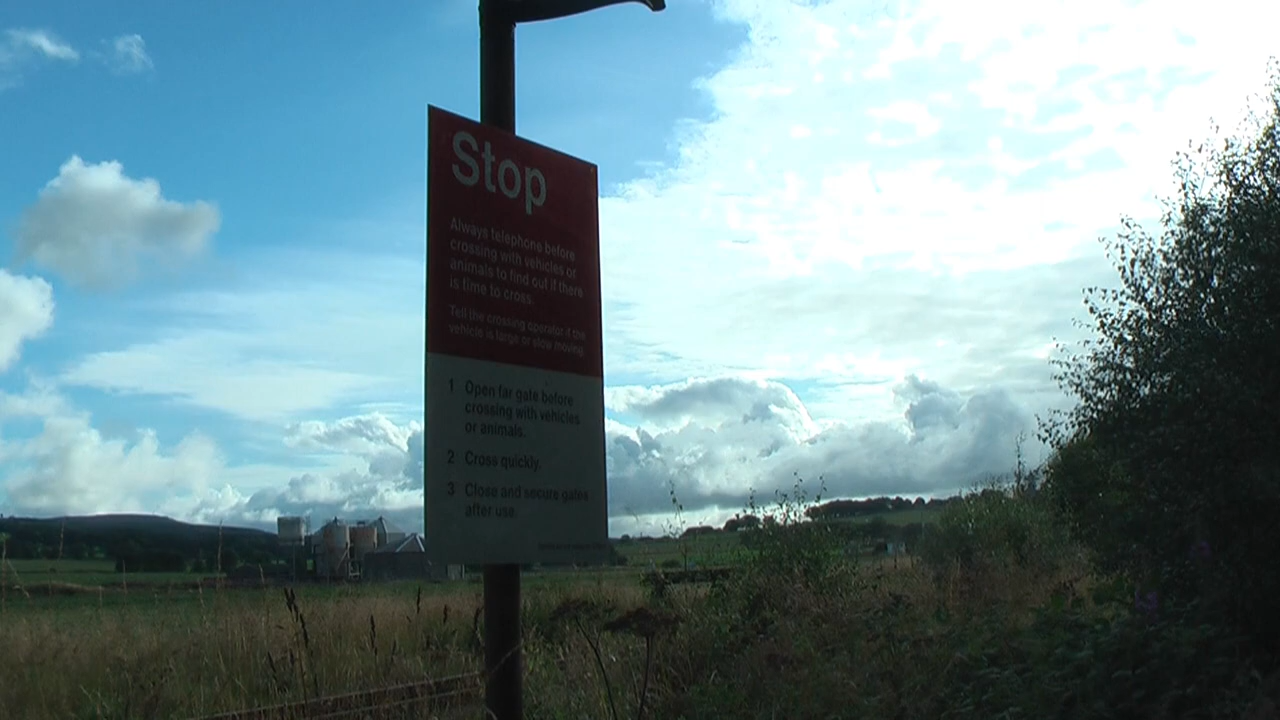 Stop
Always telephone before
crossing with vehicles or
animals to find out if there
is time to cross.
Tell the crossing operator if the
vehicle is large or slow moving.
1 Open far gate before
crossing with vehicles
or animals.
2 Cross quickly.
3 Close and secure gates
after use.